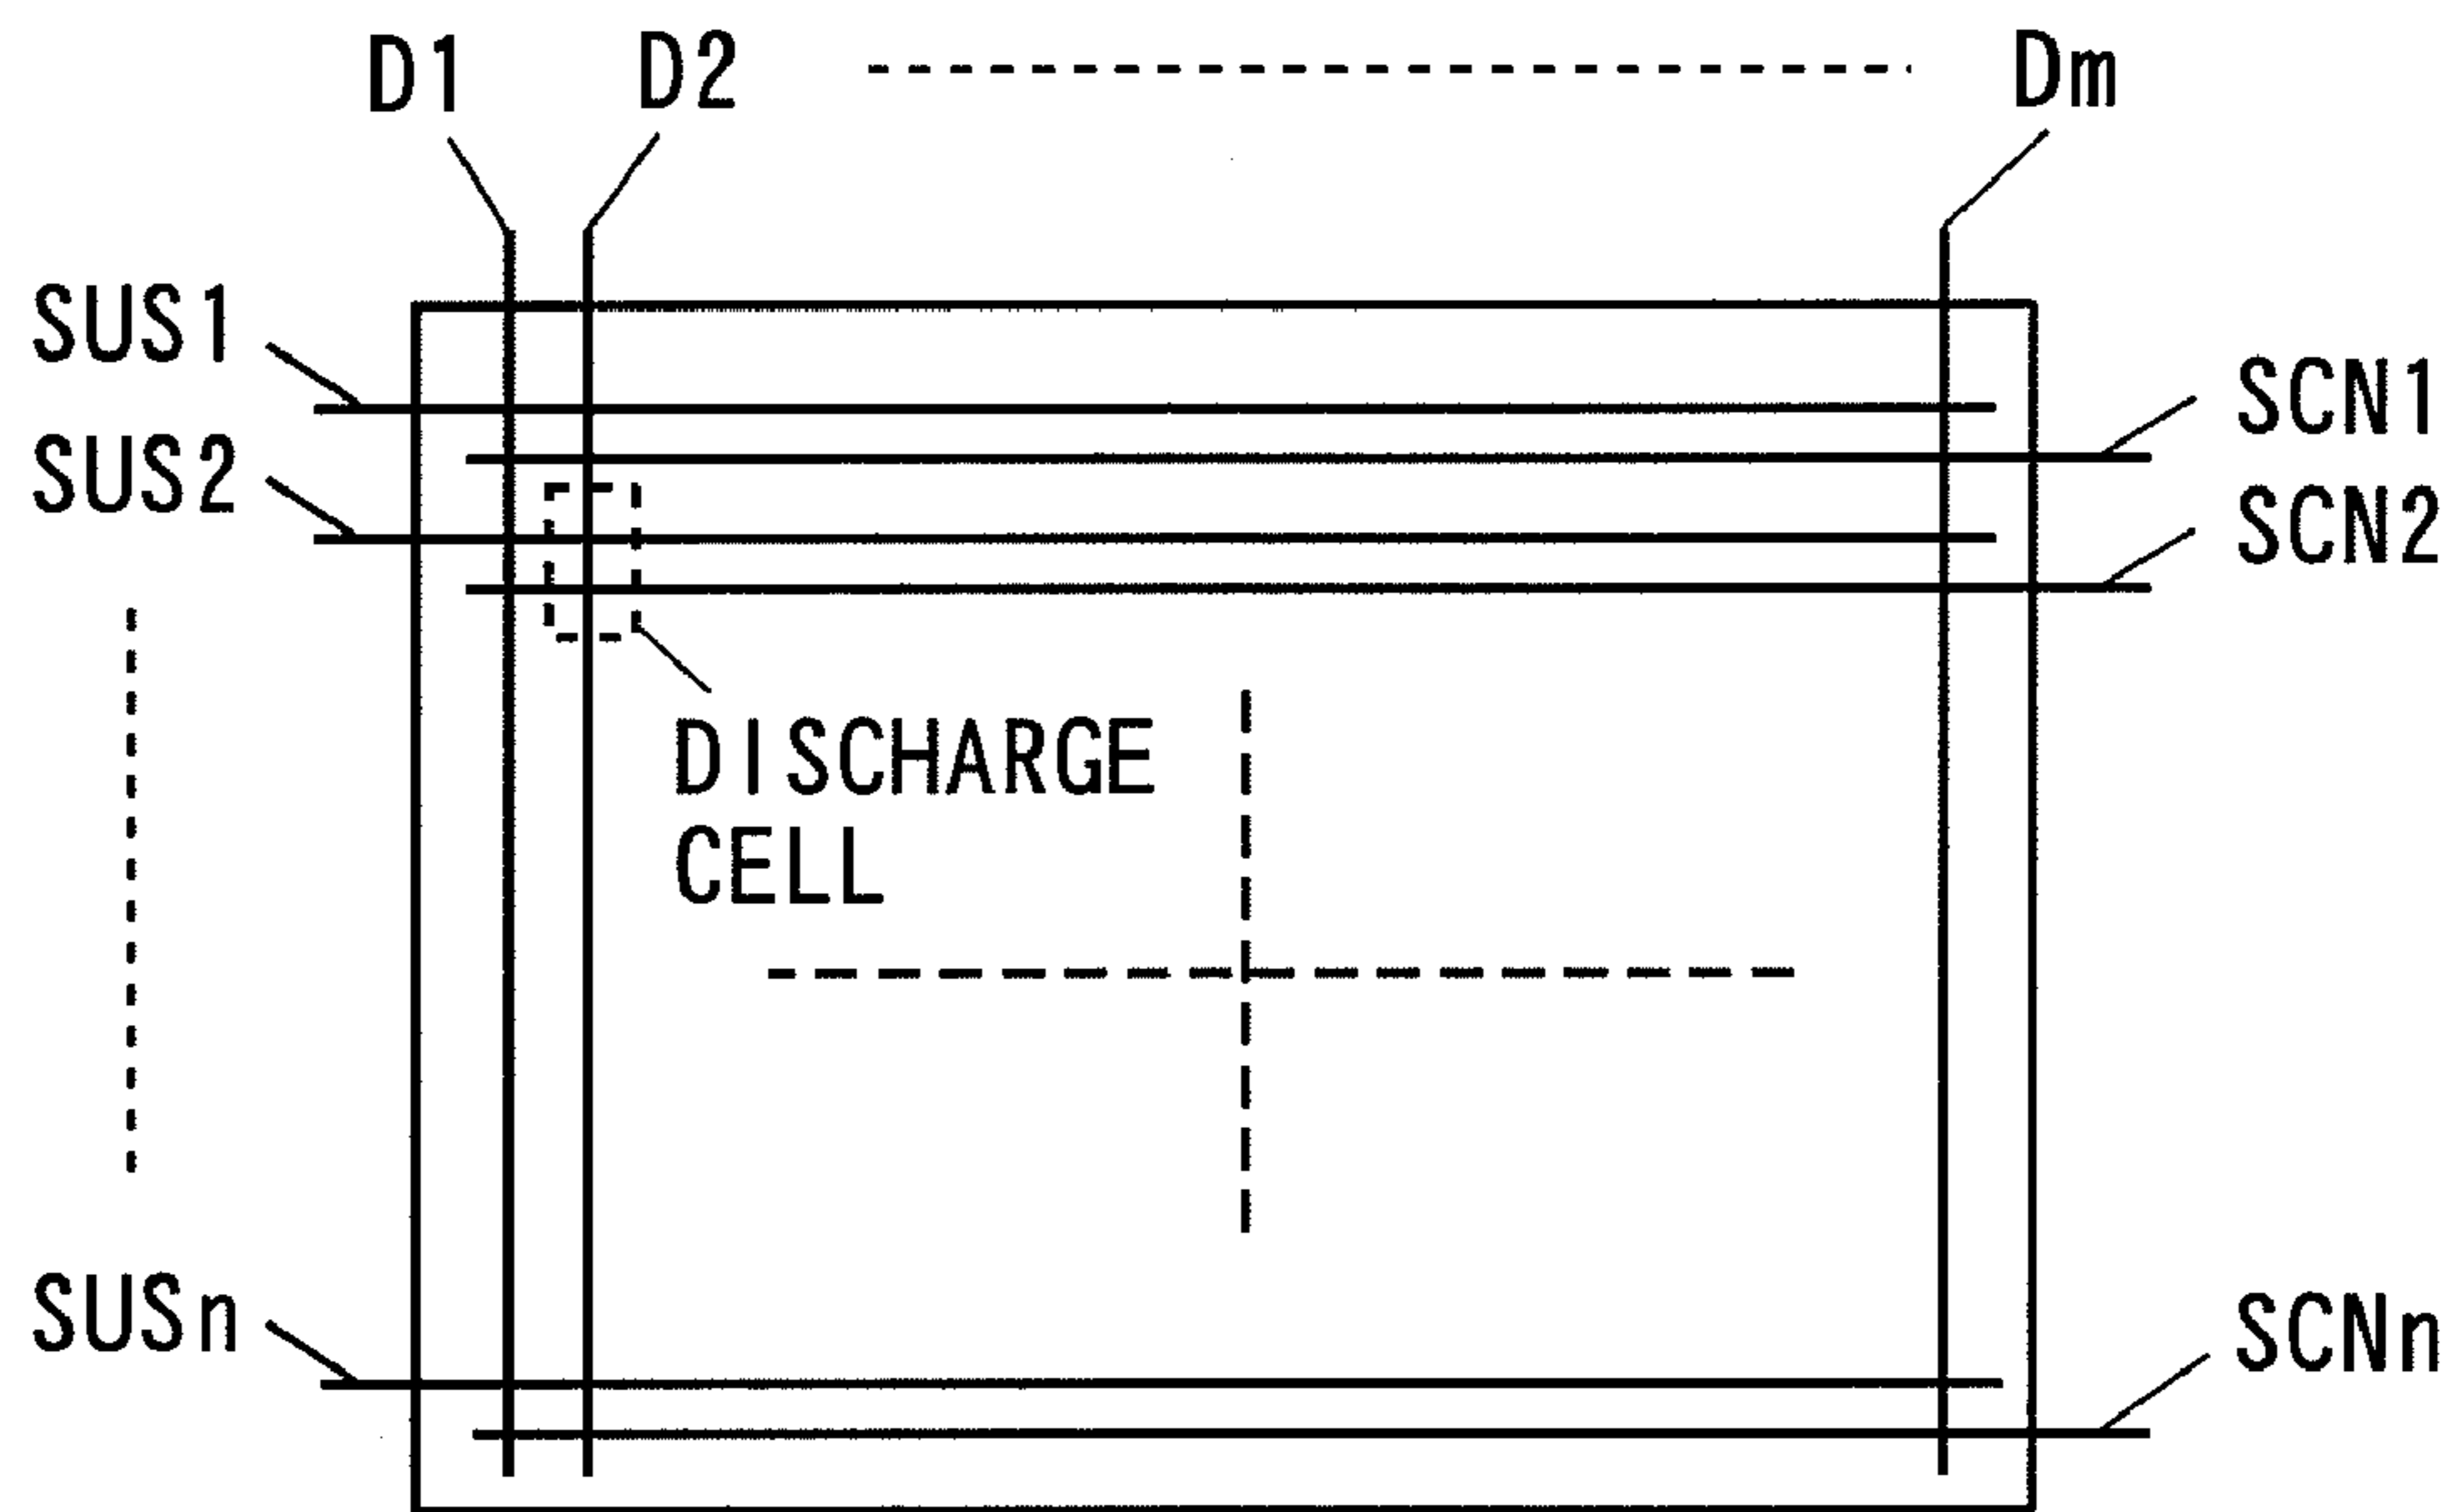 D1 D2 Dm
SUS1
SCN1
SUS2
SCN2
DISCHARGE
CELL
SUSn
SCNn